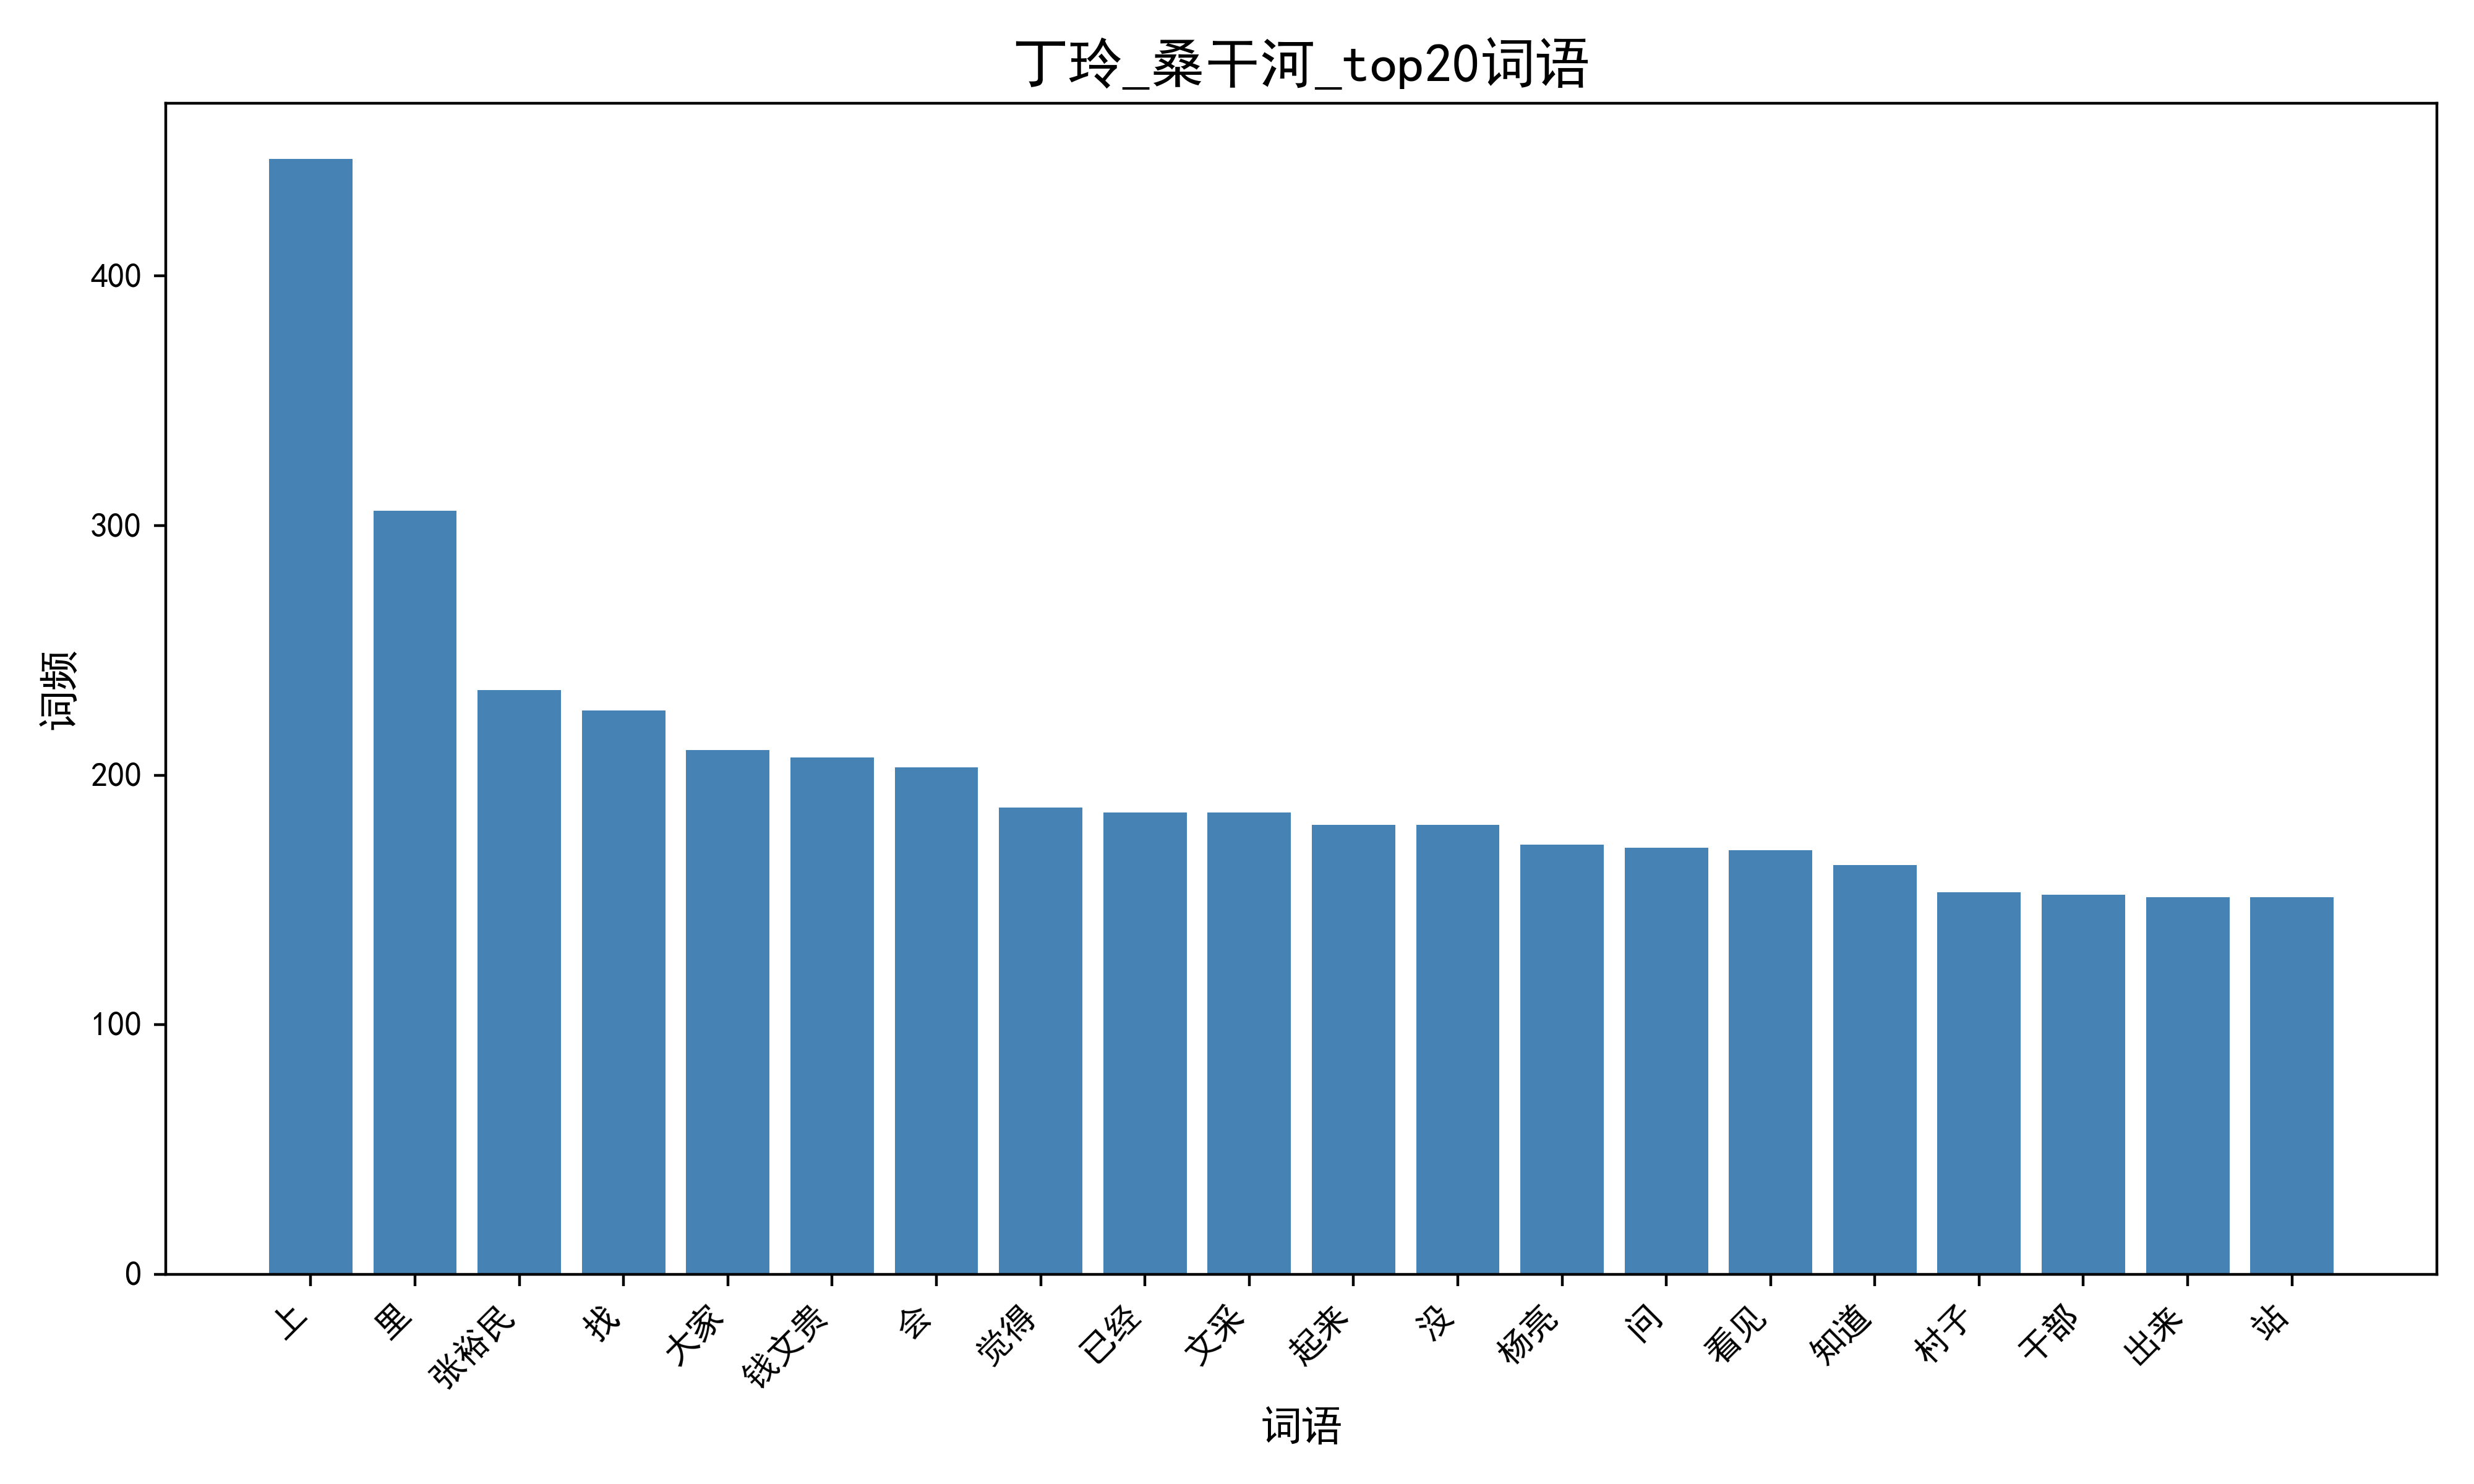 丁玲_桑干河_top20词语
词频
400
300
200
100
0
上
里
张裕民
找
大家
钱文贵
会
觉得
已经
文采
起来
没
杨亮
问
看见
知道
村子
干部
出来
站
词语